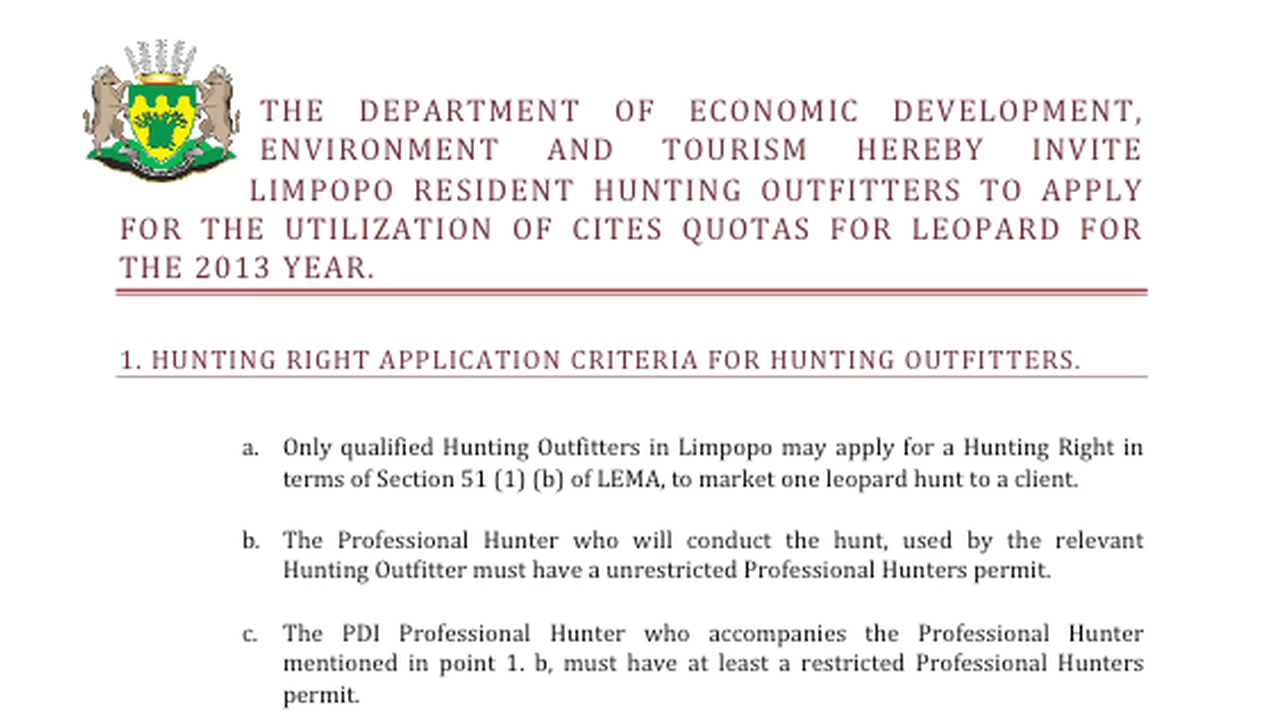 THE DEPARTMENT OF ECONOMIC DEVELOPMENT,
ENVIRONMENT AND TOURISM HEREBY INVITE
LIMPOPO RESIDENT HUNTING OUTFITTERS TO APPLY
FOR THE UTILIZATION OF CITES QUOTAS FOR LEOPARD FOR
THE 2013 YEAR.
1. HUNTING RIGHT APPLICATION CRITERIA FOR HUNTING OUTFITTERS.
a. Only qualified Hunting Outfitters in Limpopo may apply for a Hunting Right in
terms of Section 51 (1) (b) of LEMA, to market one leopard hunt to a client.
b. The Professional Hunter who will conduct the hunt, used by the relevant
Hunting Outfitter must have a unrestricted Professional Hunters permit.
c. The PDI Professional Hunter who accompanies the Professional Hunter
mentioned in point 1. b, must have at least a restricted Professional Hunters
permit.